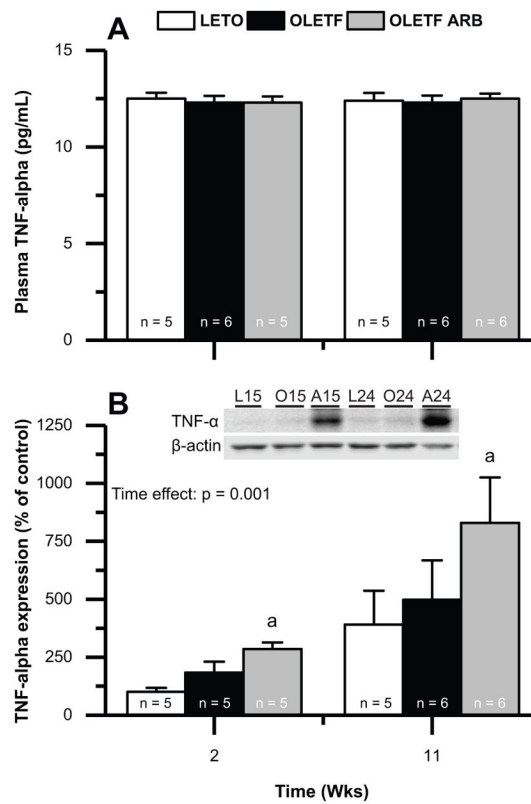 LETO OLETF OLETF ARB
A
Plasma TNF-alpha (pg/mL)
15
10
5
0
n = 5 n = 6 n = 5 n = 5 n = 6 n = 6
B
L15 O15 A15 L24 O24 A24
TNF-α
β-actin
Time effect: p = 0.001
TNF-alpha expression (% of control)
1250
1000
750
500
250
0
a
a
n = 5 n = 5 n = 5 n = 5 n = 6 n = 6
2 11
Time (Wks)